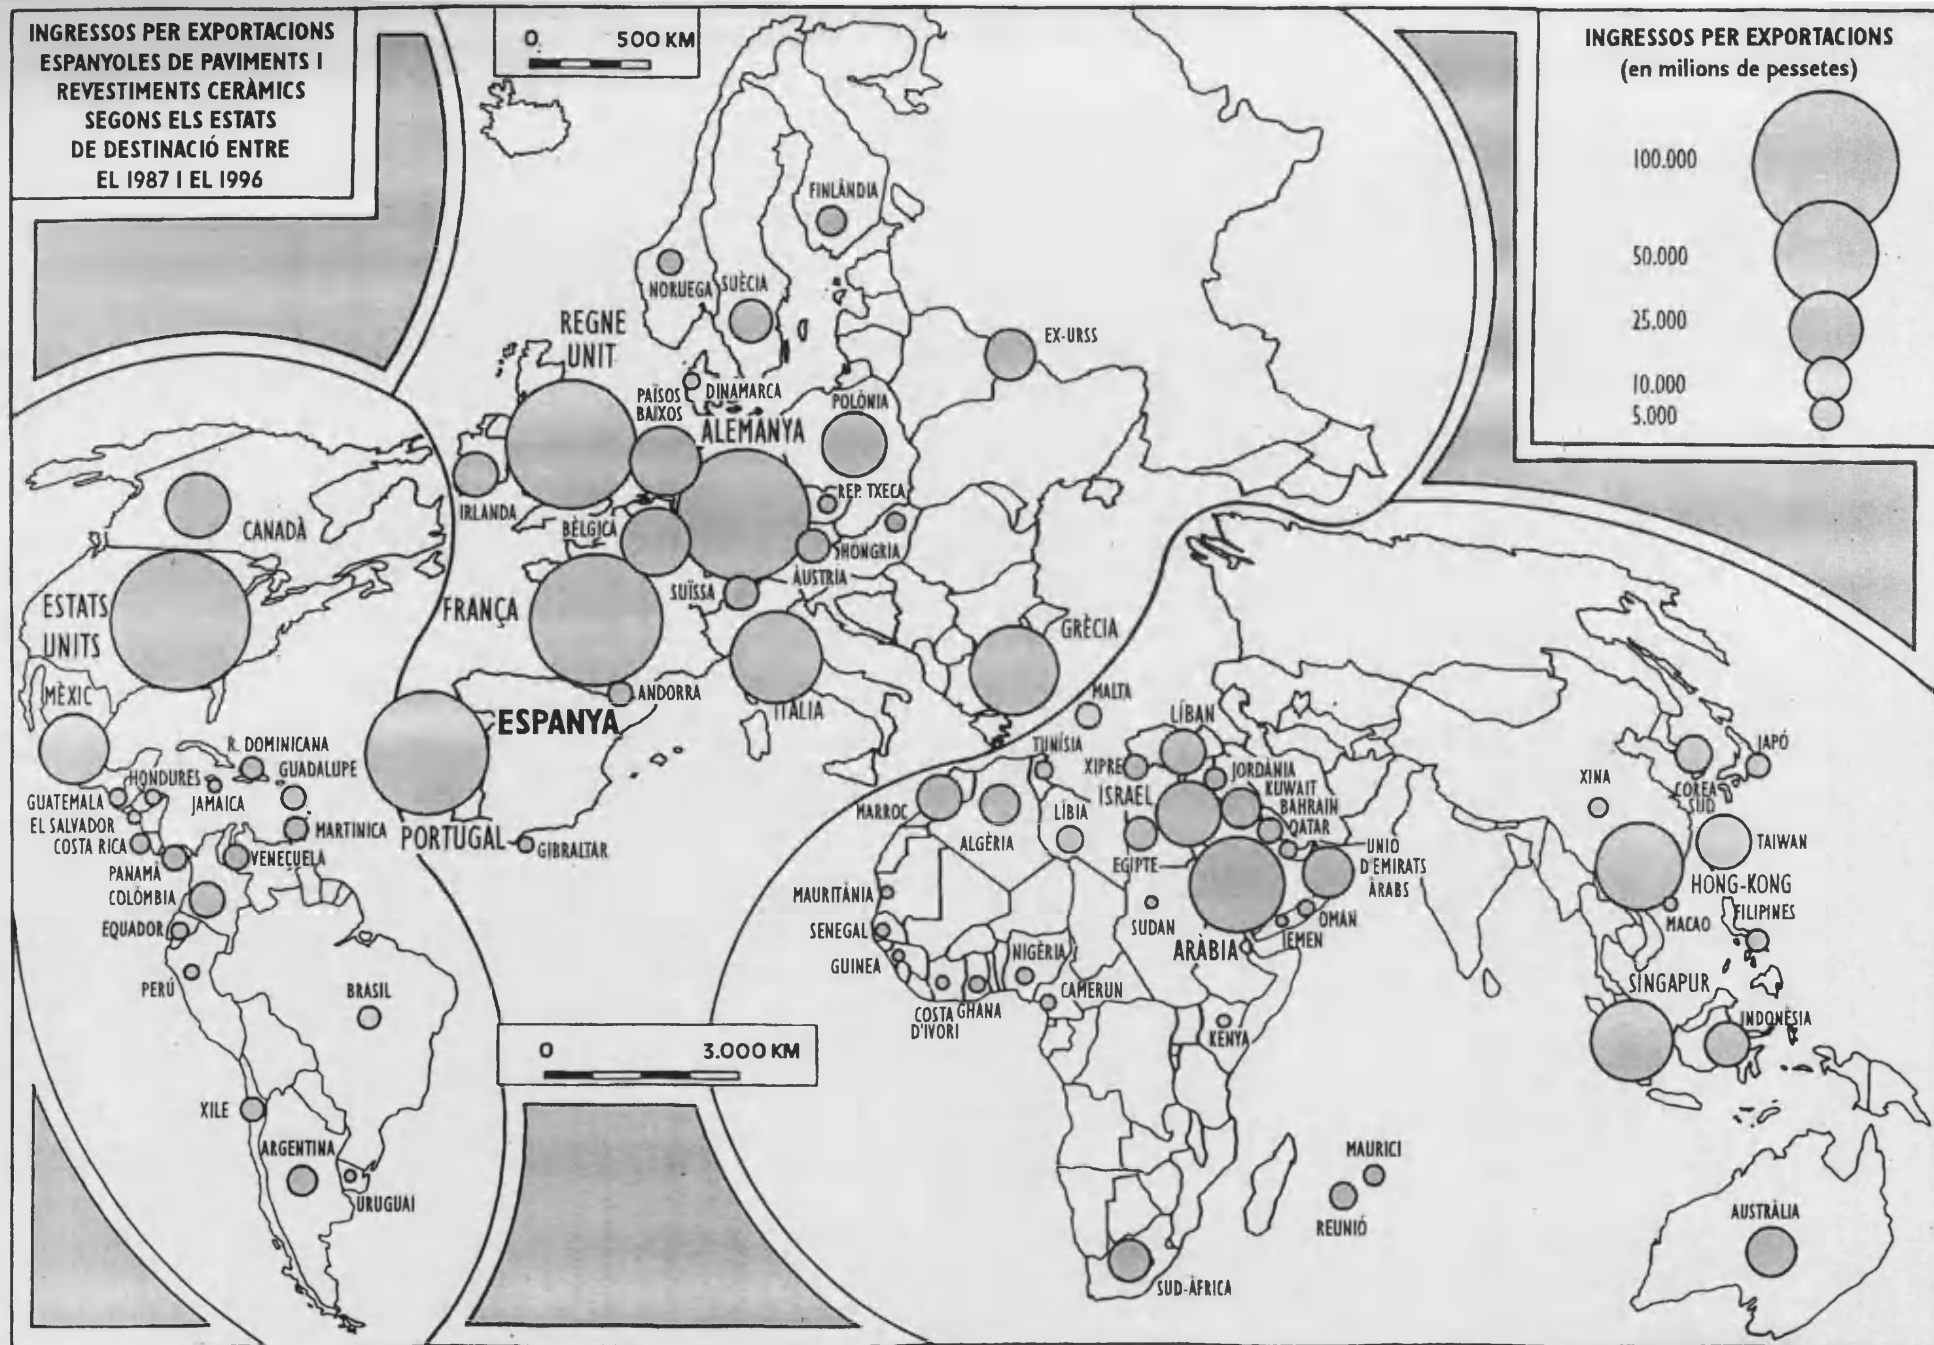 INGRESSOS PER EXPORTACIONS
ESPANYOLES DE PAVIMENTS I
REVESTIMENTS CERÀMICS
SEGONS ELS ESTATS
DE DESTINACIÓ ENTRE
EL 1987 I EL 1996
0 500 KM
INGRESSOS PER EXPORTACIONS
(en milions de pessetes)
100.000
50.000
25.000
10.000
5.000
FINLÀNDIA
NORUEGA
SUÈCIA
REGNE
UNIT
EX-URSS
DINAMARCA
PAÏSOS
BAIXOS
POLÒNIA
ALEMANYA
IRLANDA
REP. TXECA
BÈLGICA
HONGRIA
ÀUSTRIA
SUÏSSA
FRANÇA
GRÈCIA
ANDORRA
ITÀLIA
ESPANYA
PORTUGAL
GIBRALTAR
CANADÀ
ESTATS
UNITS
MÈXIC
R. DOMINICANA
HONDURES
GUADALUPE
GUATEMALA
JAMAICA
EL SALVADOR
MARTINICA
COSTA RICA
VENEÇUELA
PANAMÀ
COLÒMBIA
EQUADOR
PERÚ
BRASIL
XILE
ARGENTINA
URUGUAI
0 3.000 KM
MALTA
LÍBAN
TUNÍSIA
XIPRE
JORDÀNIA
KUWAIT
ISRAEL
BAHRAIN
QATAR
MARROC
ALGÈRIA
LÍBIA
EGIPTE
UNIO
D'EMIRATS
ÀRABS
MAURITÀNIA
SUDAN
OMAN
IEMEN
ARÀBIA
SENEGAL
GUINEA
NIGÈRIA
CAMERUN
COSTA
D'IVORI
GHANA
KENYA
MAURICI
REUNIÓ
SUD-ÀFRICA
JAPÓ
XINA
COREA
SUD
TAIWAN
HONG-KONG
MACAO
FILIPINES
SINGAPUR
INDONÈSIA
AUSTRÀLIA